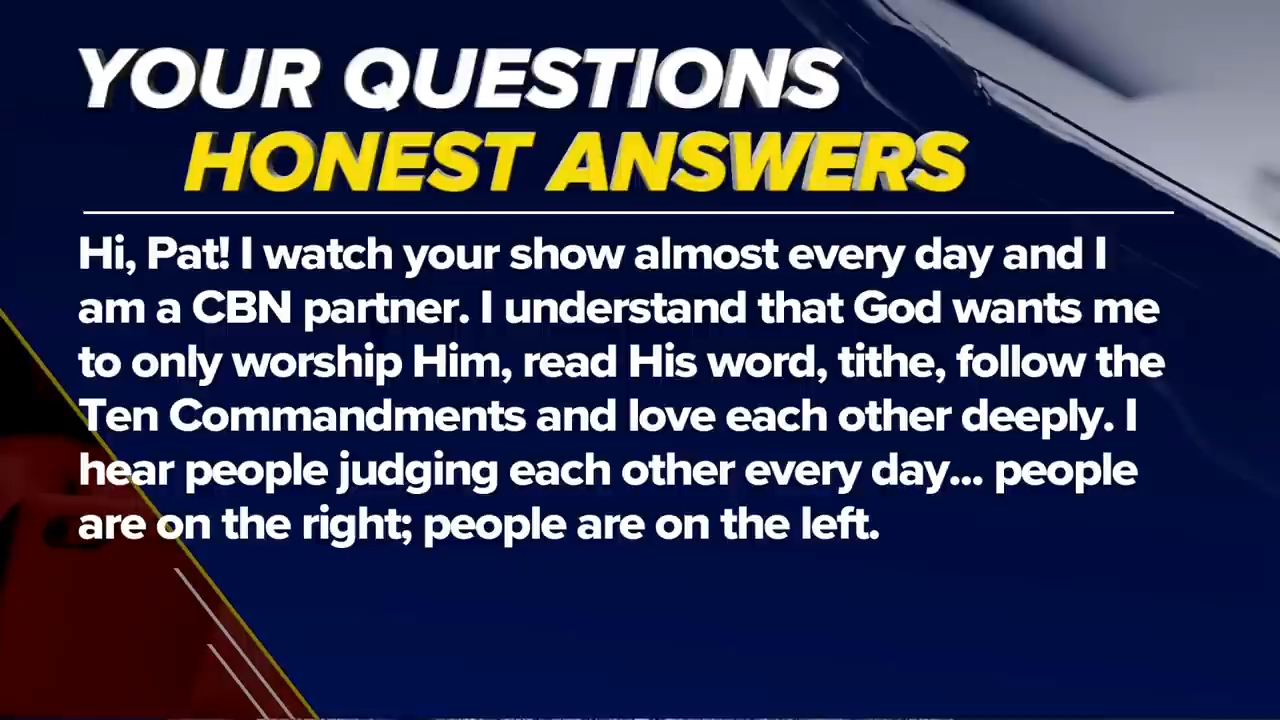 YOUR QUESTIONS
HONEST ANSWERS
Hi, Pat! I watch your show almost every day and I
am a CBN partner. I understand that God wants me
to only worship Him, read His word, tithe, follow the
Ten Commandments and love each other deeply. I
hear people judging each other every day... people
are on the right; people are on the left.